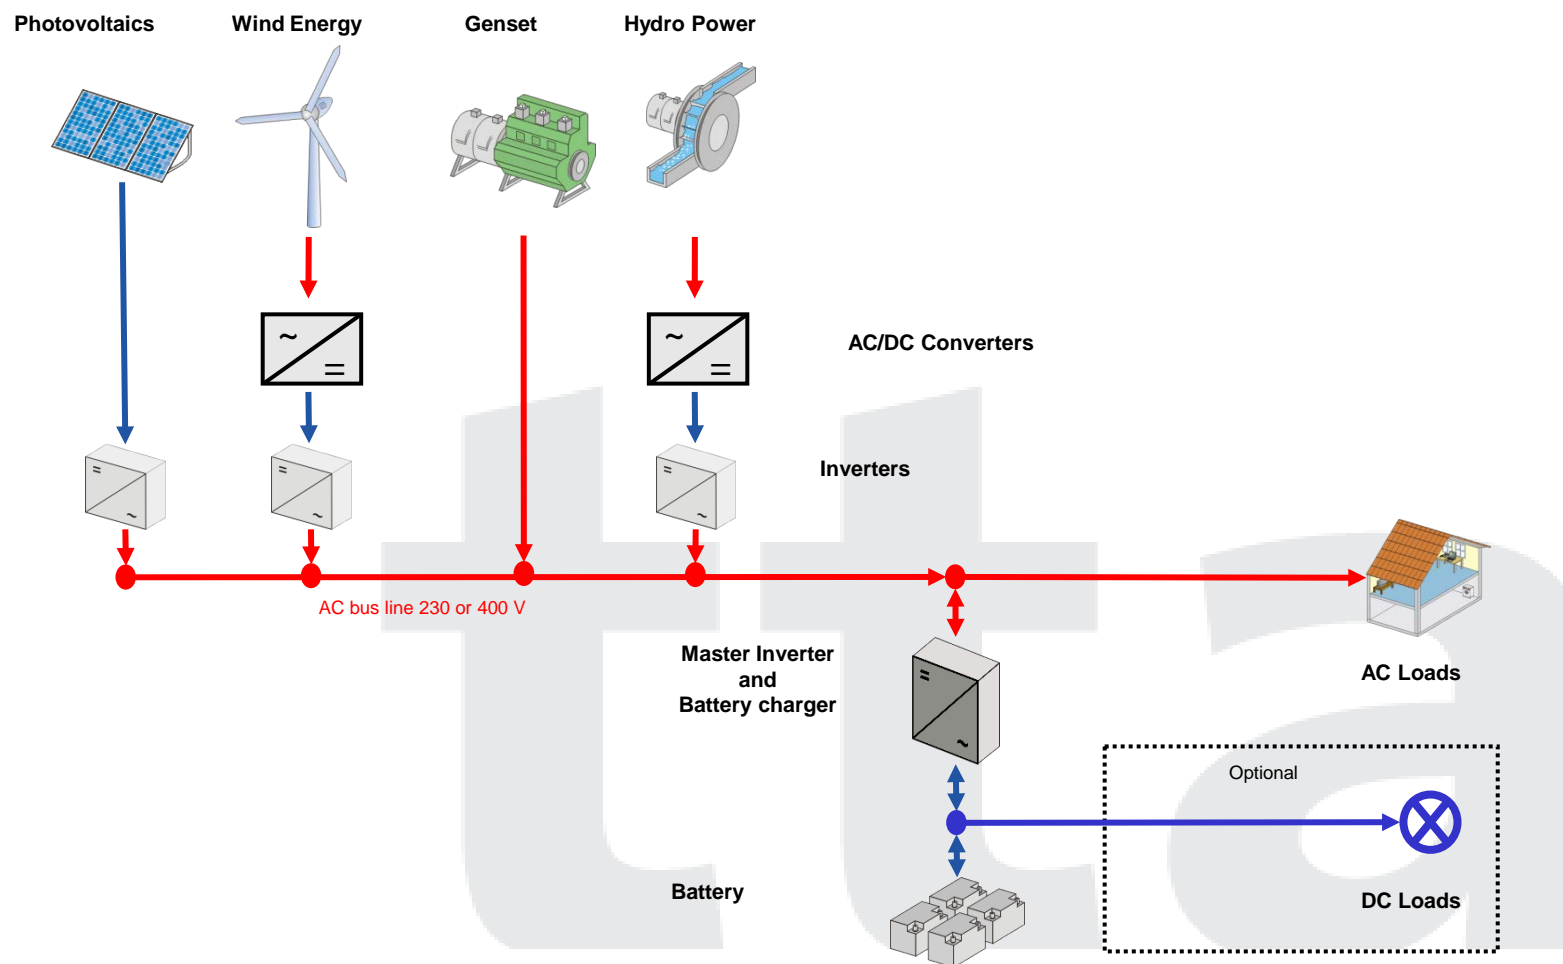 Photovoltaics
Wind Energy
Genset
Hydro Power
~
=
~
=
AC/DC Converters
=
~
=
~
=
~
Inverters
AC bus line 230 or 400 V
Master Inverter
and
Battery charger
=
~
AC Loads
Optional
Battery
DC Loads
tta